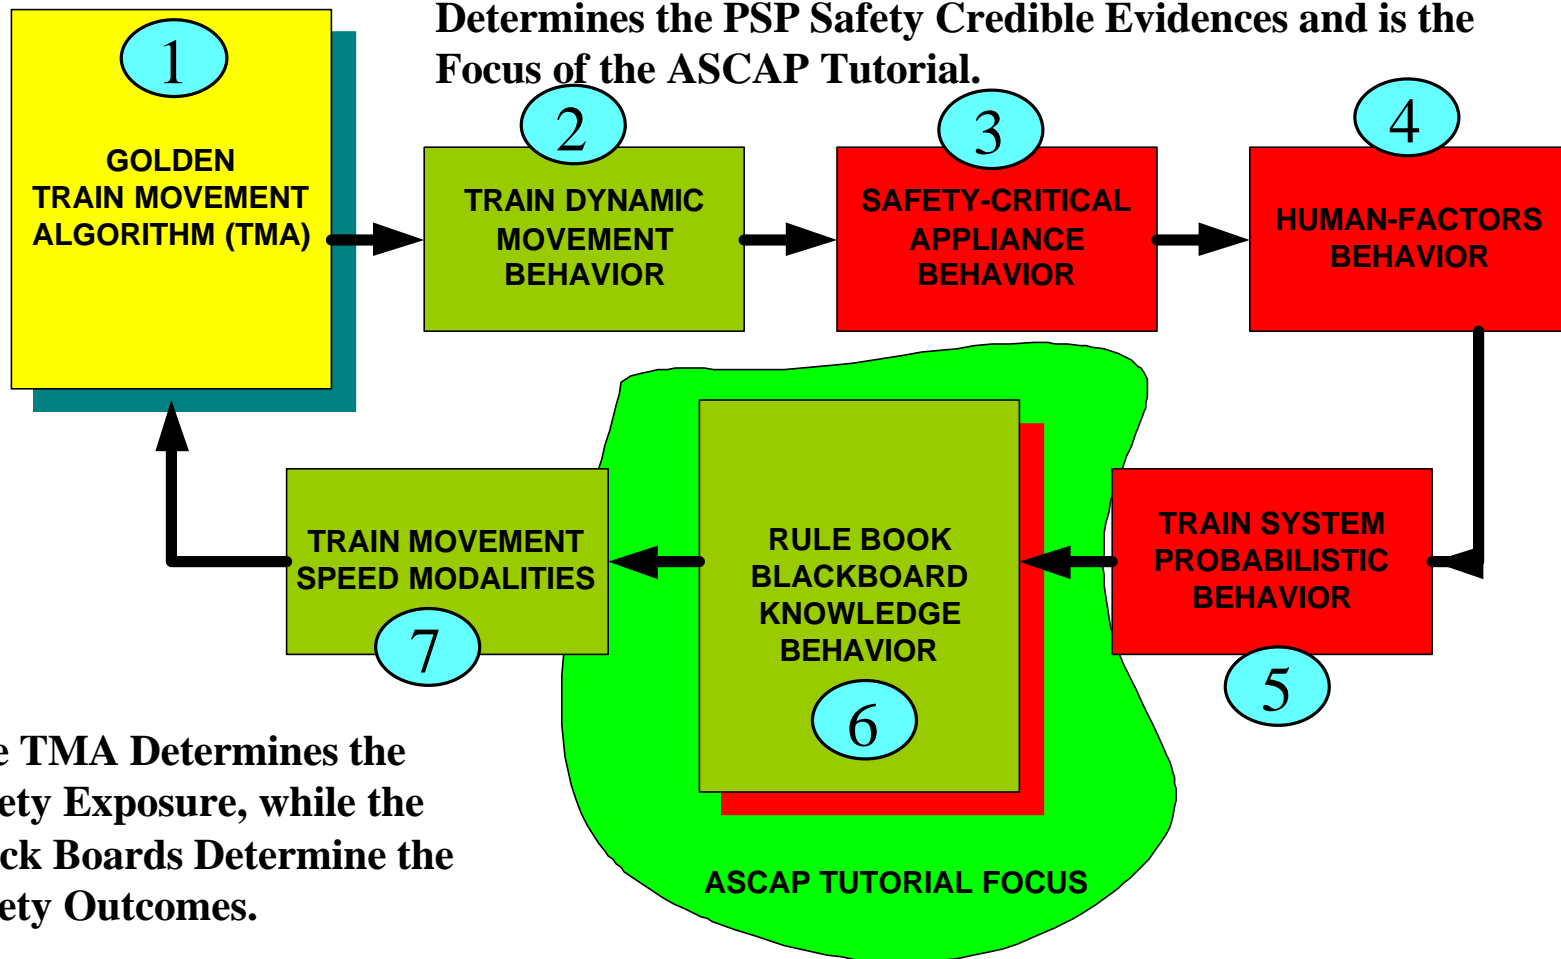 Determines the PSP Safety Credible Evidences and is the
Focus of the ASCAP Tutorial.
1
GOLDEN
TRAIN MOVEMENT
ALGORITHM (TMA)
2
TRAIN DYNAMIC
MOVEMENT
BEHAVIOR
3
SAFETY-CRITICAL
APPLIANCE
BEHAVIOR
4
HUMAN-FACTORS
BEHAVIOR
TRAIN SYSTEM
PROBABILISTIC
BEHAVIOR
5
RULE BOOK
BLACKBOARD
KNOWLEDGE
BEHAVIOR
6
TRAIN MOVEMENT
SPEED MODALITIES
7
ASCAP TUTORIAL FOCUS
TMA Determines the
Exposure, while the
Boards Determine the
Outcomes.